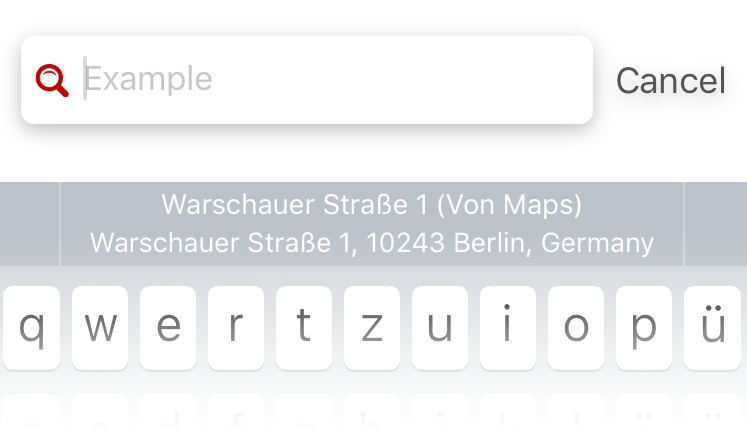 Example
Cancel
Warschauer Straße 1 (Von Maps)
Warschauer Straße 1, 10243 Berlin, Germany
q w e r t z u i o p ü